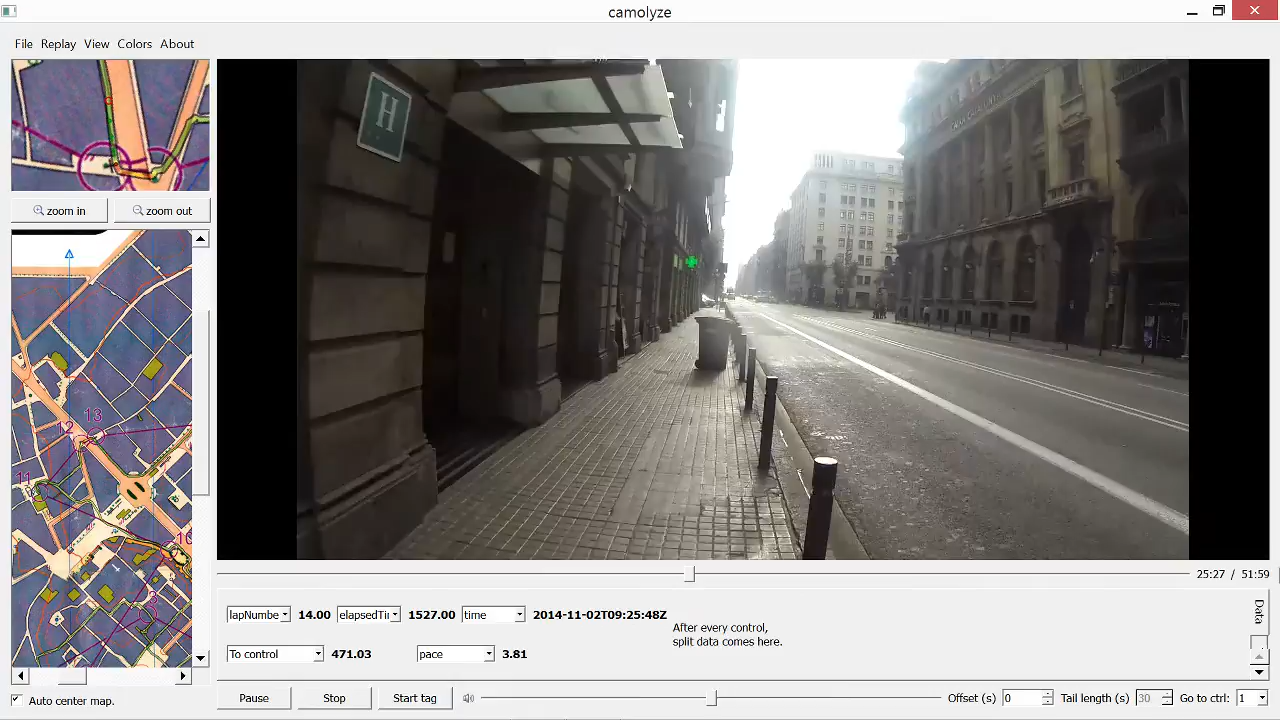 camolyze
File Replay View Colors About
H
zoom in zoom out
13
12
11
10
25:27 / 51:59
lapNumbe 14.00 elapsedTii 1527.00 time 2014-11-02T09:25:48Z
After every control,
split data comes here.
Data
To control 471.03 pace 3.81
Auto center map.
Pause Stop Start tag Offset (s) 0 Tail length (s) 30 Go to ctrl: 1